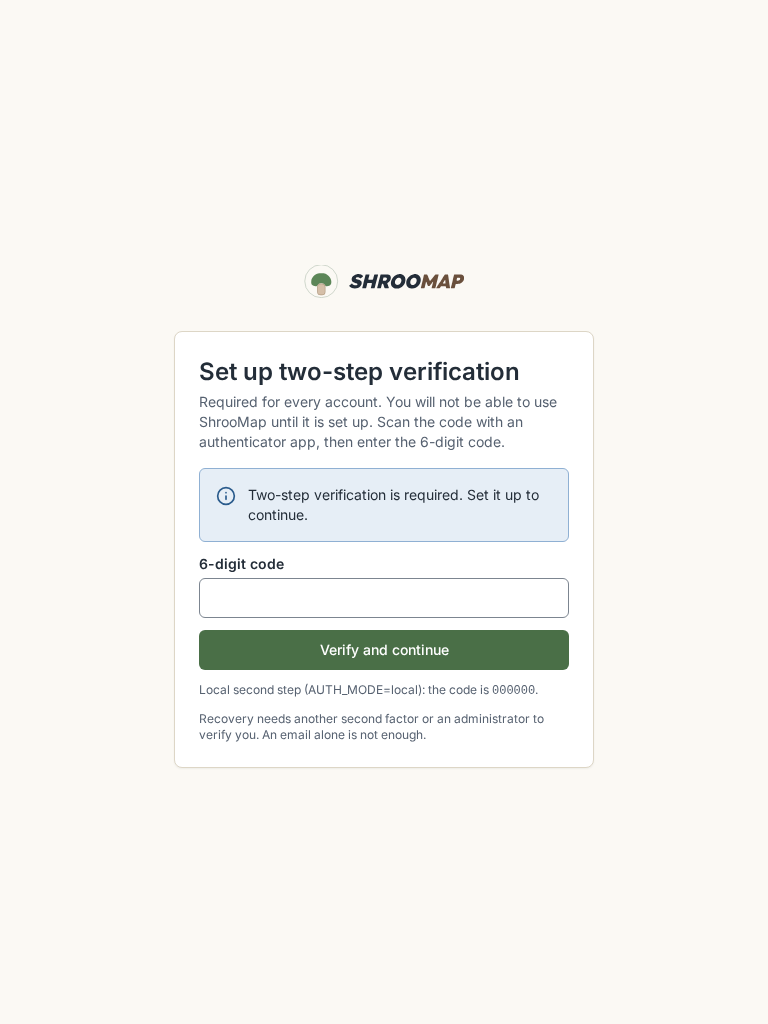 SHROOMAP
Set up two-step verification
Required for every account. You will not be able to use
ShrooMap until it is set up. Scan the code with an
authenticator app, then enter the 6-digit code.
Two-step verification is required. Set it up to
continue.
6-digit code
Verify and continue
Local second step (AUTH_MODE=local): the code is 000000.
Recovery needs another second factor or an administrator to
verify you. An email alone is not enough.